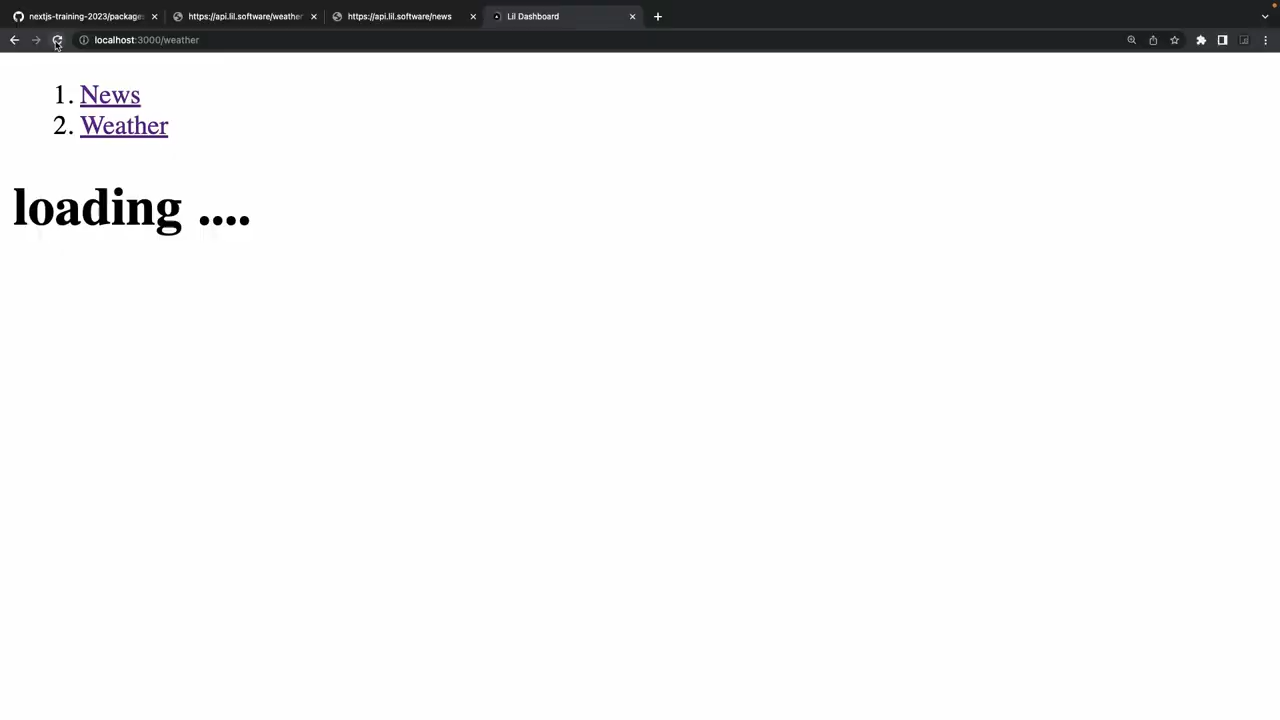 nextjs-training-2023/package
https://api.lil.software/weather
https://api.lil.software/news
Lil Dashboard
localhost:3000/weather
1. News
2. Weather
loading ....